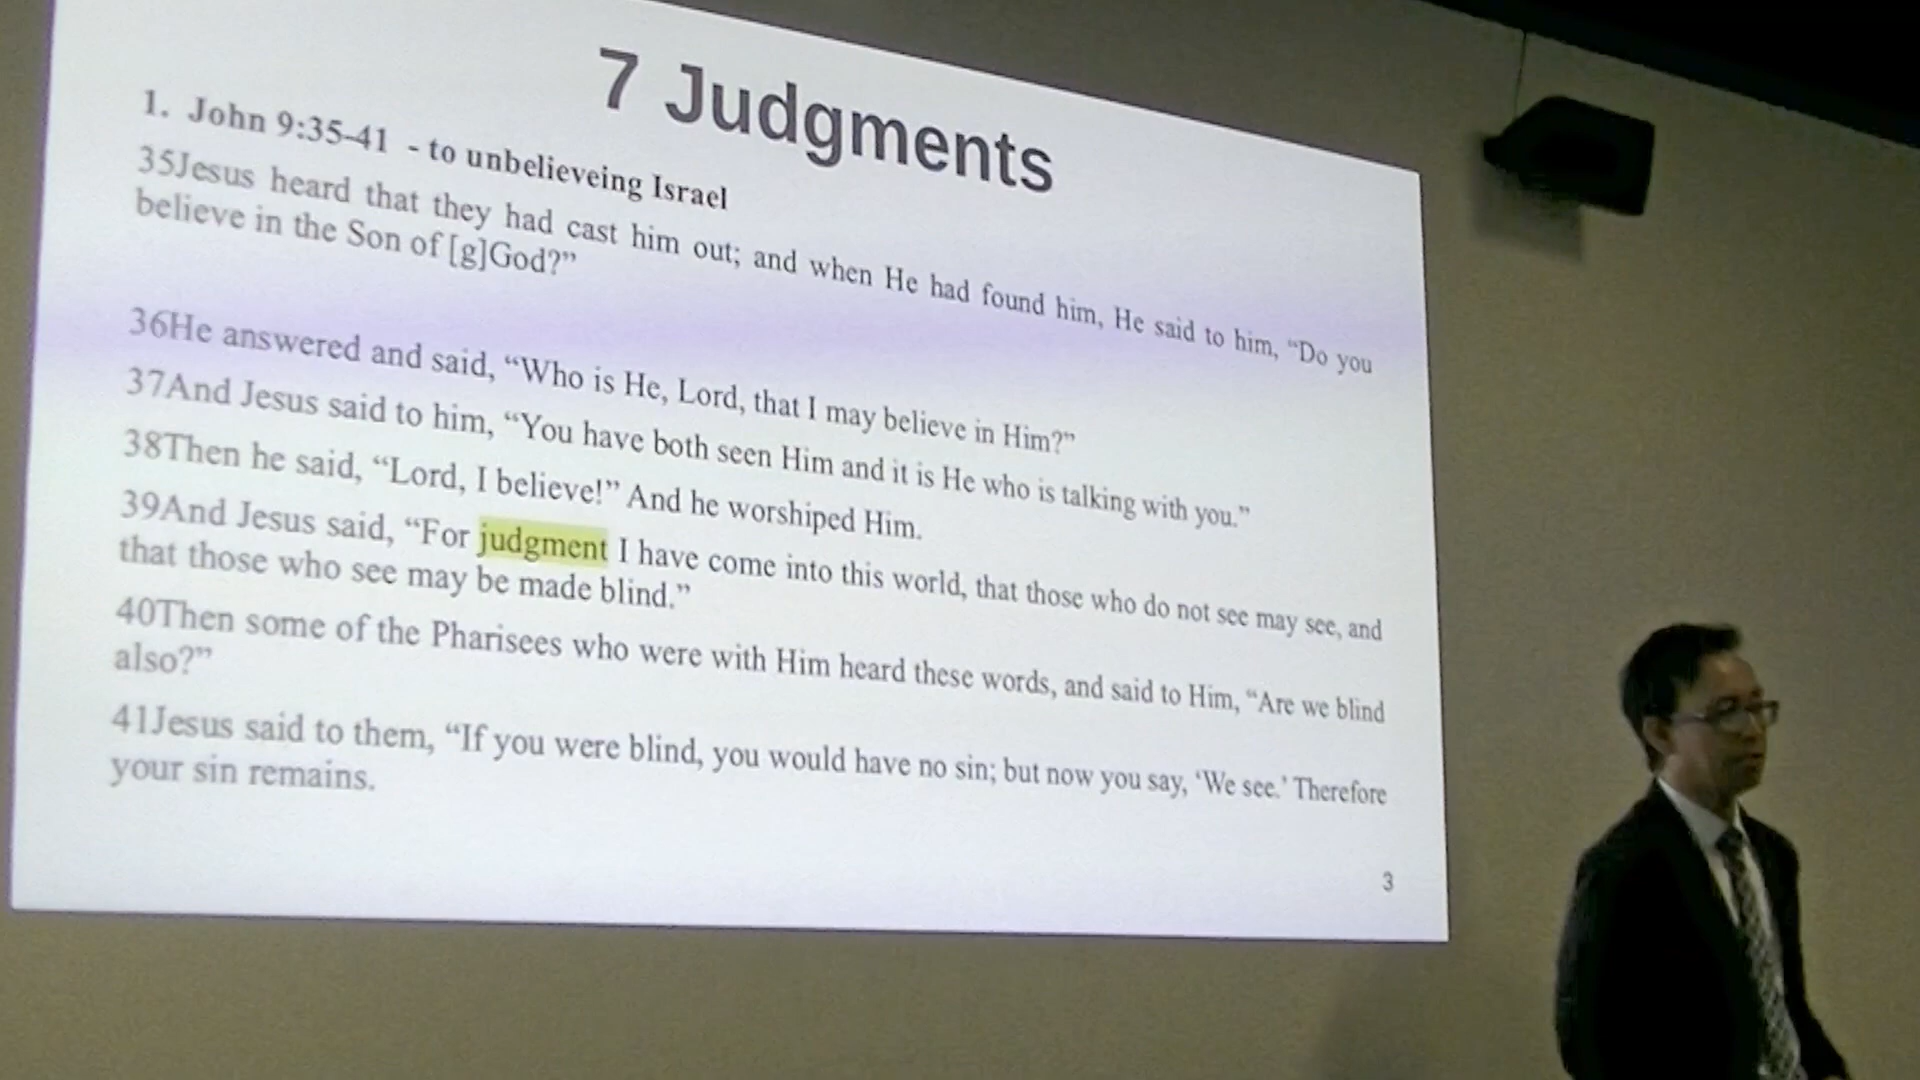 7 Judgments
1. John 9:35-41 - to unbelieveing Israel
35Jesus heard that they had cast him out; and when He had found him, He said to him, “Do you
believe in the Son of [g]God?”
36He answered and said, “Who is He, Lord, that I may believe in Him?”
37And Jesus said to him, “You have both seen Him and it is He who is talking with you.”
38Then he said, “Lord, I believe!” And he worshiped Him.
39And Jesus said, “For judgment I have come into this world, that those who do not see may see, and
that those who see may be made blind.”
40Then some of the Pharisees who were with Him heard these words, and said to Him, “Are we blind
also?”
41Jesus said to them, “If you were blind, you would have no sin; but now you say, ‘We see.’ Therefore
your sin remains.
3